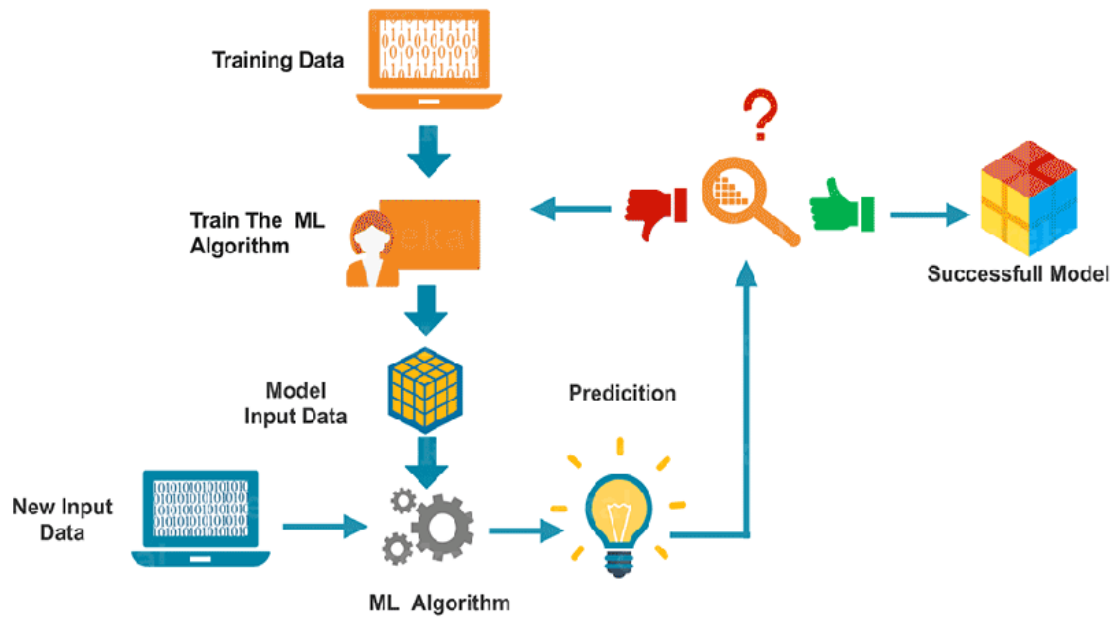 Training Data
?
Train The ML
Algorithm
Successfull Model
Model
Input Data
Predicition
New Input
Data
ML Algorithm